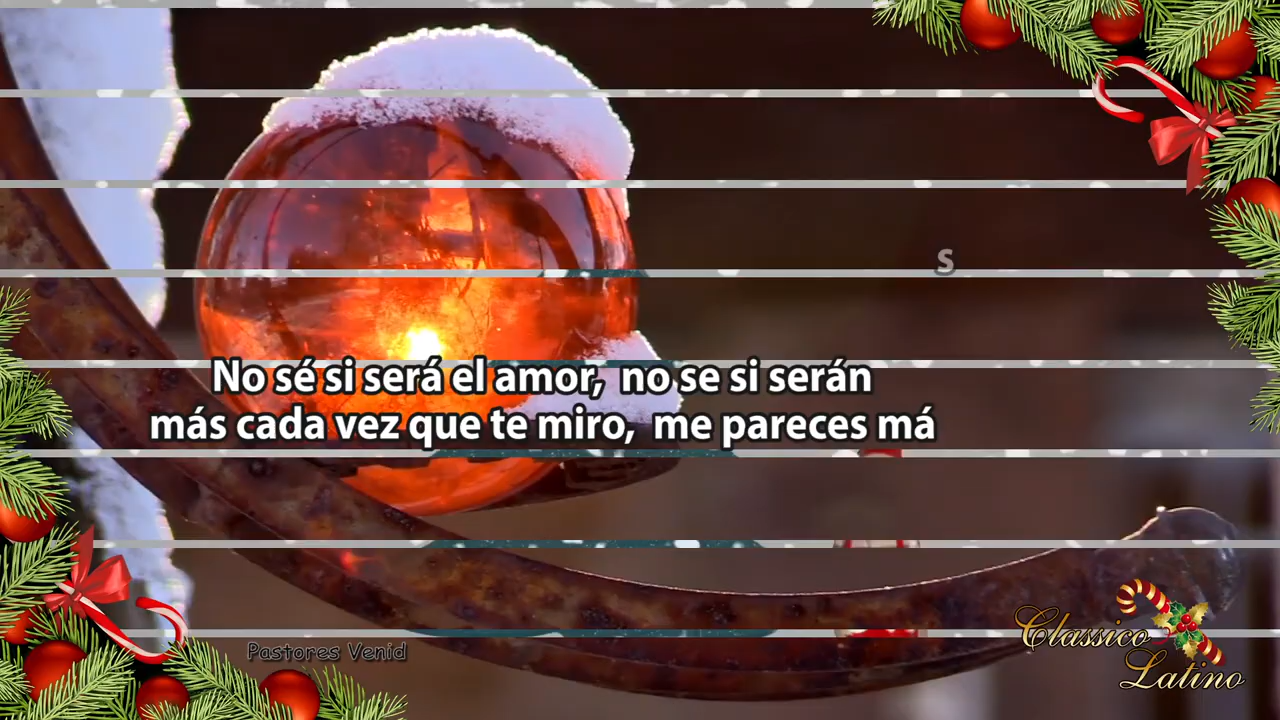 s
No sé si será el amor, no se si serán
más cada vez que te miro, me pareces má
Pastores Venid
Classico
Latino